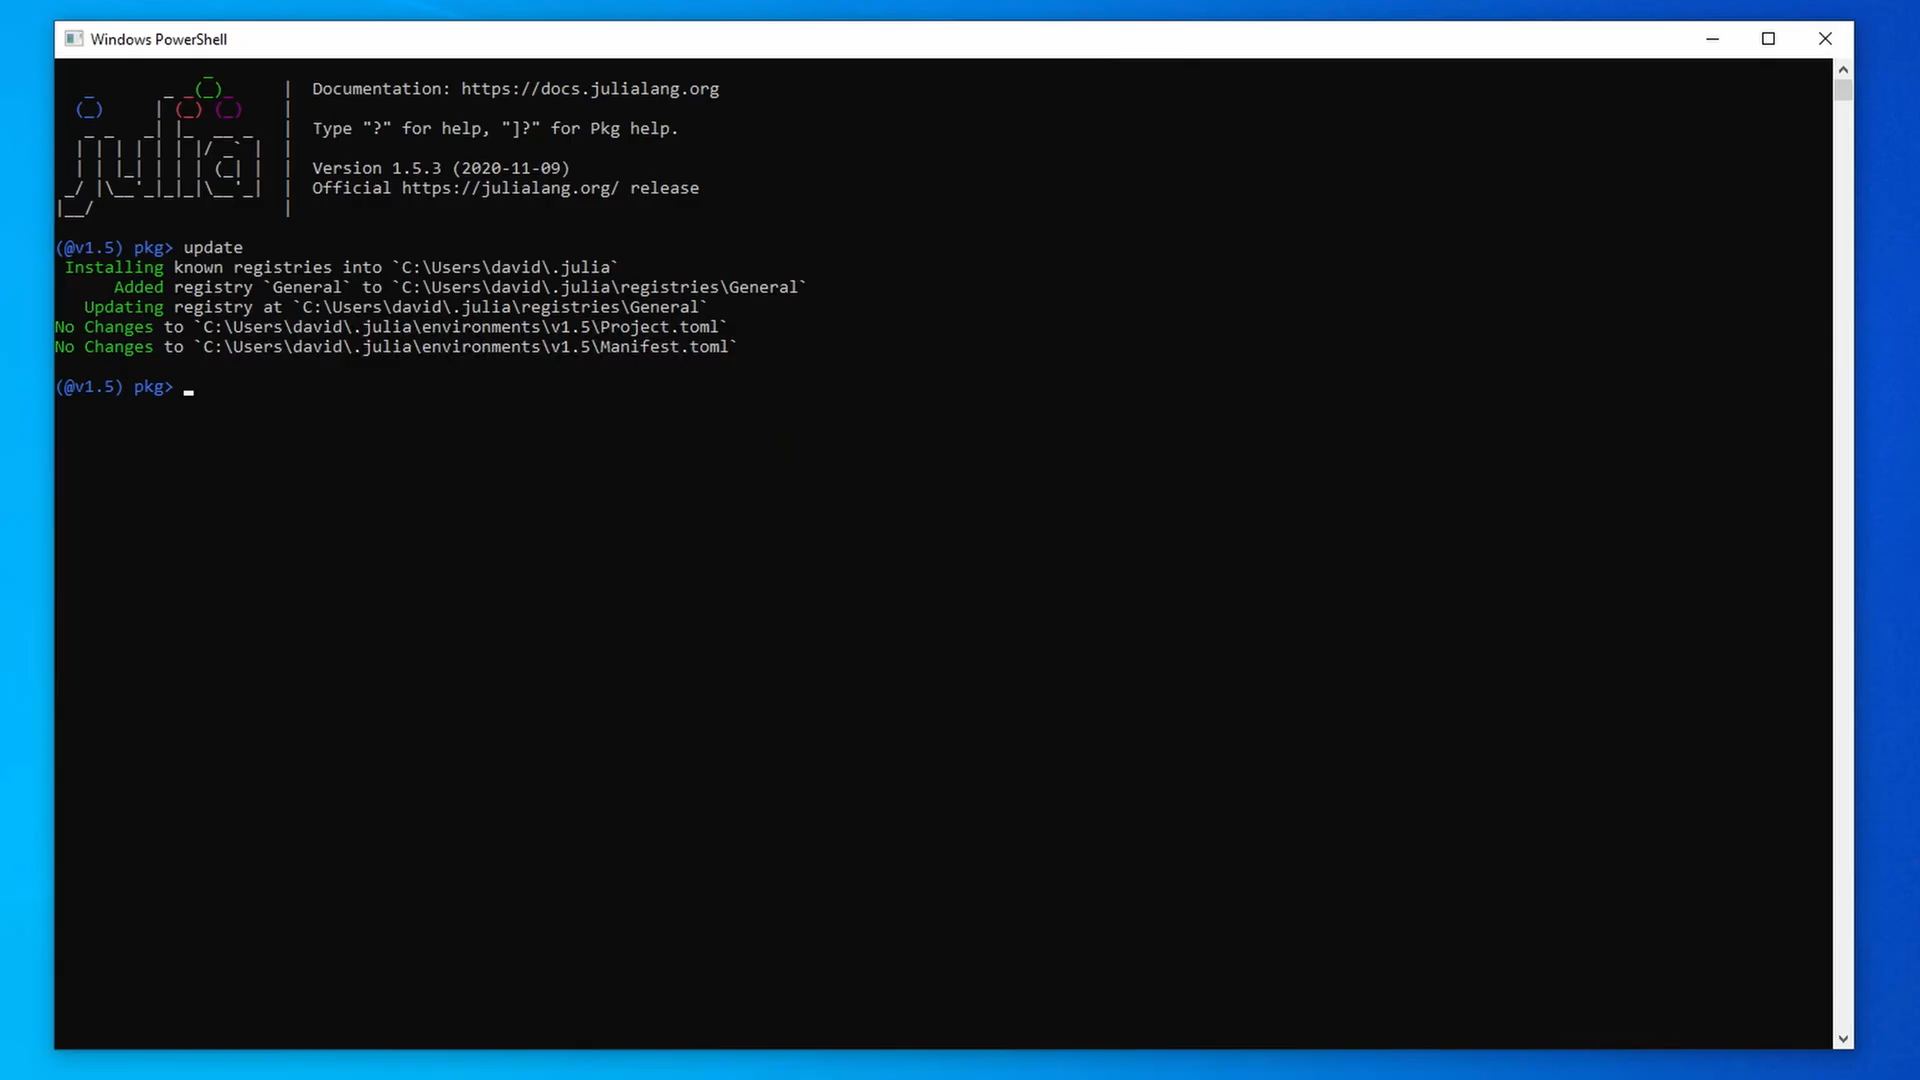 Windows PowerShell
Documentation: https://docs.julialang.org
Type "?" for help, "]?" for Pkg help.
julia
Version 1.5.3 (2020-11-09)
Official https://julialang.org/ release
(@v1.5) pkg> update
Installing known registries into `C:\Users\david\.julia`
Added registry `General` to `C:\Users\david\.julia\registries\General`
Updating registry at `C:\Users\david\.julia\registries\General`
No Changes to `C:\Users\david\.julia\environments\v1.5\Project.toml`
No Changes to `C:\Users\david\.julia\environments\v1.5\Manifest.toml`
(@v1.5) pkg>